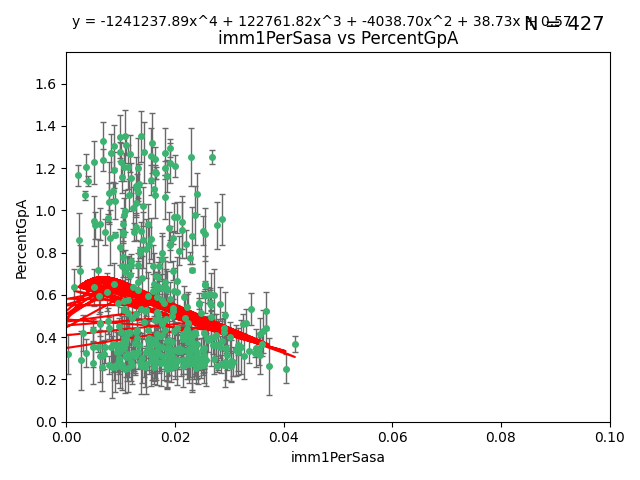 y = -1241237.89x^4 + 122761.82x^3 + -4038.70x^2 + 38.73x + 0.57
N = 427
imm1PerSasa vs PercentGpA
1.6
1.4
1.2
1.0
0.8
0.6
0.4
0.2
0.0
PercentGpA
0.00 0.02 0.04 0.06 0.08 0.10
imm1PerSasa